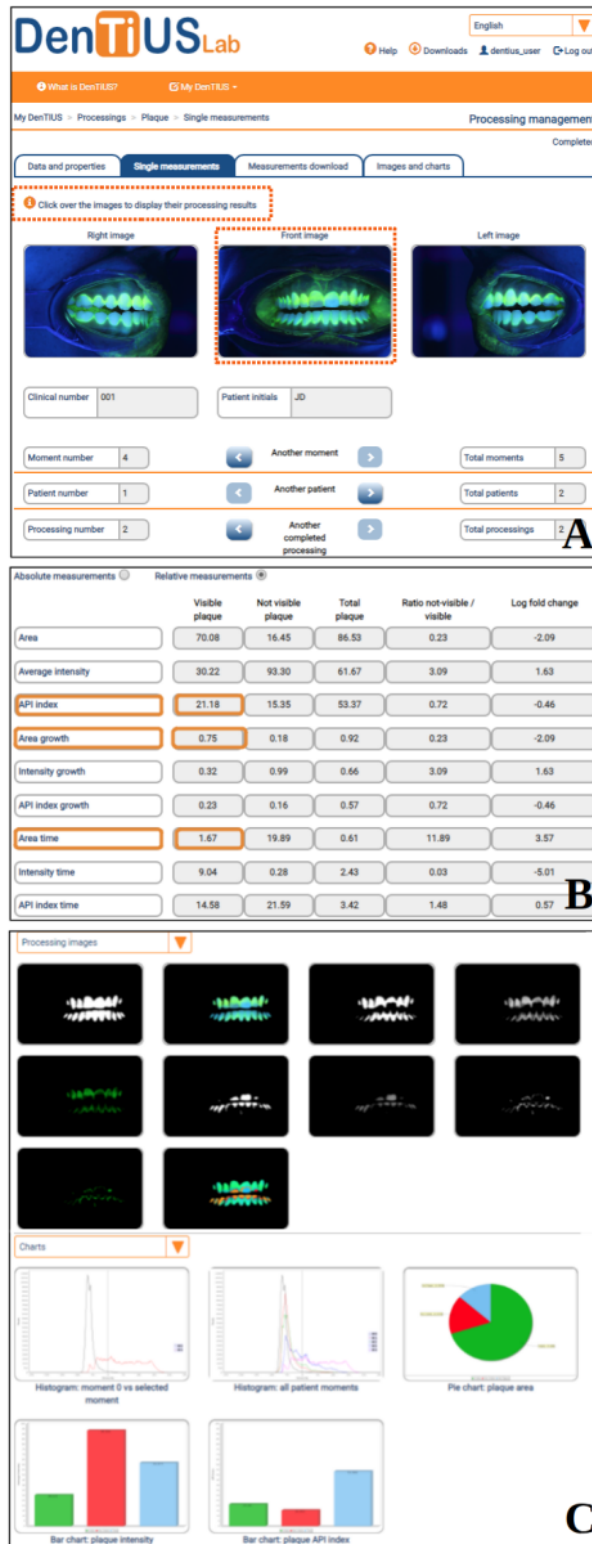 DenTiUS Lab
English
Help Downloads dentius_user Log out
What is DenTiUS? My DenTIUS
My DenTIUS > Processings > Plaque > Single measurements
Processing management
Completed
Data and properties Single measurements Measurements download Images and charts
Click over the images to display their processing results
Right image Front image Left image
Clinical number 001 Patient initials JD
Moment number 4 Another moment Total moments 5
Patient number 1 Another patient Total patients 2
Processing number 2 Another completed processing Total processings 2
A
Absolute measurements Relative measurements
Visible plaque Not visible plaque Total plaque Ratio not-visible / visible Log fold change
Area 70.08 16.45 86.53 0.23 -2.09
Average intensity 30.22 93.30 61.67 3.09 1.63
API index 21.18 15.35 53.37 0.72 -0.46
Area growth 0.75 0.18 0.92 0.23 -2.09
Intensity growth 0.32 0.99 0.66 3.09 1.63
API index growth 0.23 0.16 0.57 0.72 -0.46
Area time 1.67 19.89 0.61 11.89 3.57
Intensity time 9.04 0.28 2.43 0.03 -5.01
API index time 14.58 21.59 3.42 1.48 0.57
B
Processing images
Charts
Histogram: moment 0 vs selected moment
Histogram: all patient moments
Pie chart: plaque area
Bar chart: plaque intensity
Bar chart: plaque API index
C